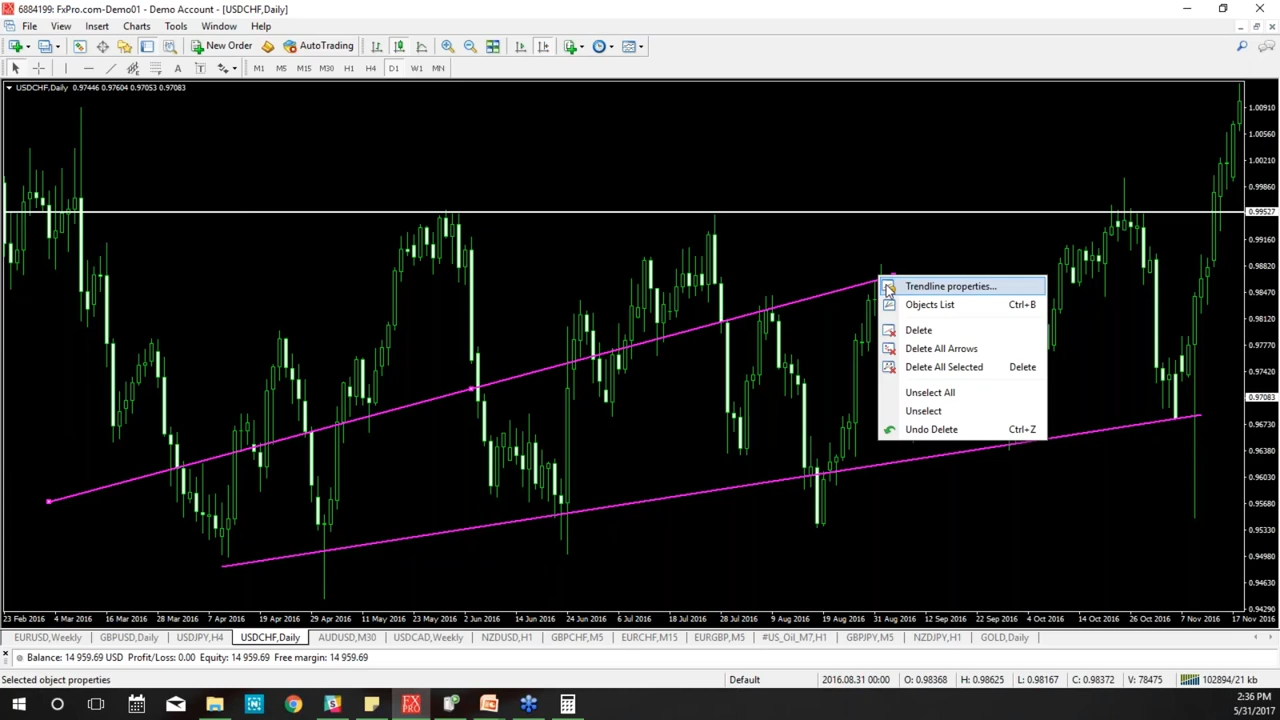 6884199: FxPro.com-Demo01 - Demo Account - [USDCHF,Daily]
File View Insert Charts Tools Window Help
New Order AutoTrading
A T M1 M5 M15 M30 H1 H4 D1 W1 MN
USDCHF,Daily 0.97446 0.97604 0.97053 0.97083
1.00910
1.00560
1.00210
0.99860
0.99527
0.99160
0.98820
0.98470
0.98120
0.97770
0.97420
0.97083
0.96730
0.96380
0.96030
0.95680
0.95330
0.94980
0.94630
0.94290
Trendline properties...
Objects List Ctrl+B
Delete
Delete All Arrows
Delete All Selected Delete
Unselect All
Unselect
Undo Delete Ctrl+Z
23 Feb 2016 4 Mar 2016 16 Mar 2016 28 Mar 2016 7 Apr 2016 19 Apr 2016 29 Apr 2016 11 May 2016 23 May 2016 2 Jun 2016 14 Jun 2016 24 Jun 2016 6 Jul 2016 18 Jul 2016 28 Jul 2016 9 Aug 2016 19 Aug 2016 31 Aug 2016 12 Sep 2016 22 Sep 2016 4 Oct 2016 14 Oct 2016 26 Oct 2016 7 Nov 2016 17 Nov 2016
EURUSD,Weekly GBPUSD,Daily USDJPY,H4 USDCHF,Daily AUDUSD,M30 USDCAD,Weekly NZDUSD,H1 GBPCHF,M5 EURCHF,M15 EURGBP,M5 #US_Oil_M7,H1 GBPJPY,M5 NZDJPY,H1 GOLD,Daily
Balance: 14 959.69 USD Profit/Loss: 0.00 Equity: 14 959.69 Free margin: 14 959.69
Selected object properties Default 2016.08.31 00:00 O: 0.98368 H: 0.98625 L: 0.98167 C: 0.98372 V: 78475 102894/21 kb
FX PRO
2:36 PM
5/31/2017